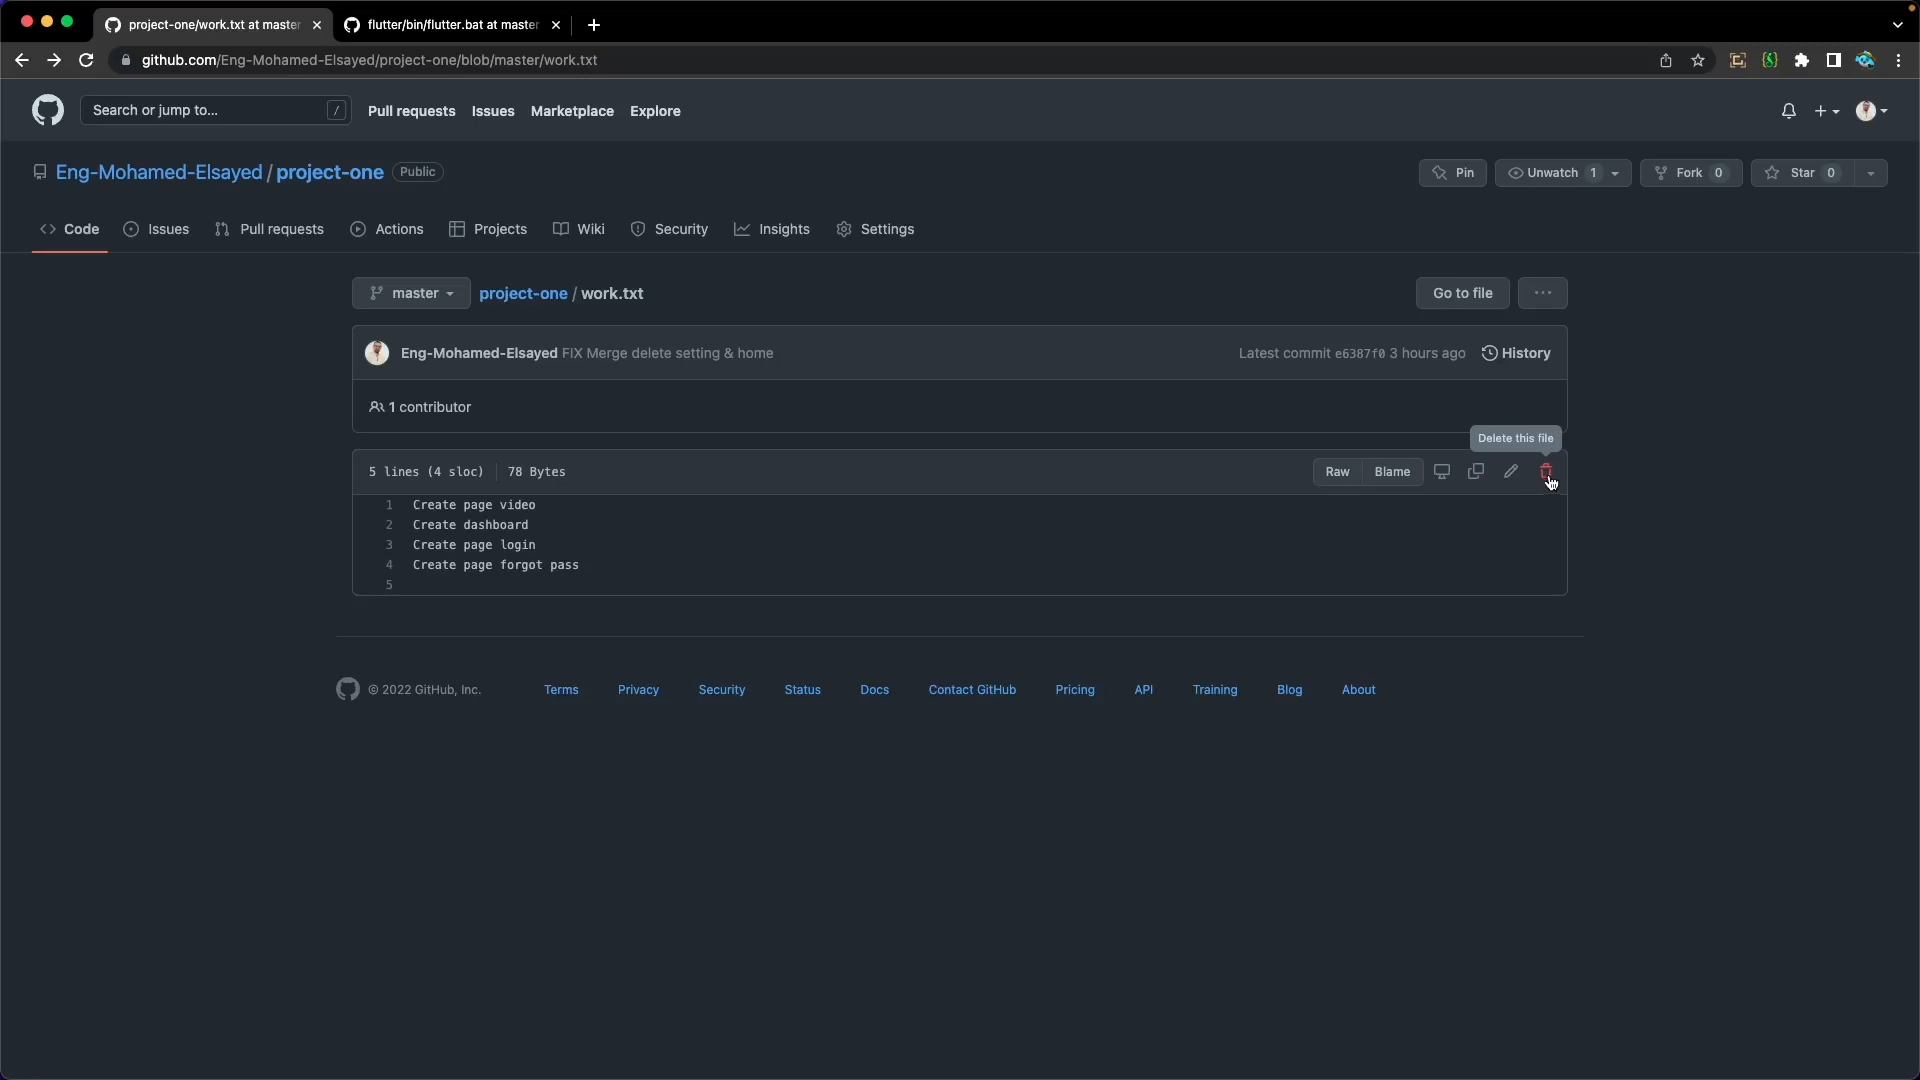 project-one/work.txt at master
flutter/bin/flutter.bat at master
github.com/Eng-Mohamed-Elsayed/project-one/blob/master/work.txt
Search or jump to...
/
Pull requests
Issues
Marketplace
Explore
Eng-Mohamed-Elsayed / project-one
Public
Pin
Unwatch 1
Fork 0
Star 0
Code
Issues
Pull requests
Actions
Projects
Wiki
Security
Insights
Settings
master
project-one / work.txt
Go to file
...
Eng-Mohamed-Elsayed FIX Merge delete setting & home
Latest commit e6387f0 3 hours ago
History
1 contributor
Delete this file
5 lines (4 sloc)
78 Bytes
Raw
Blame
1 Create page video
2 Create dashboard
3 Create page login
4 Create page forgot pass
5
© 2022 GitHub, Inc.
Terms
Privacy
Security
Status
Docs
Contact GitHub
Pricing
API
Training
Blog
About